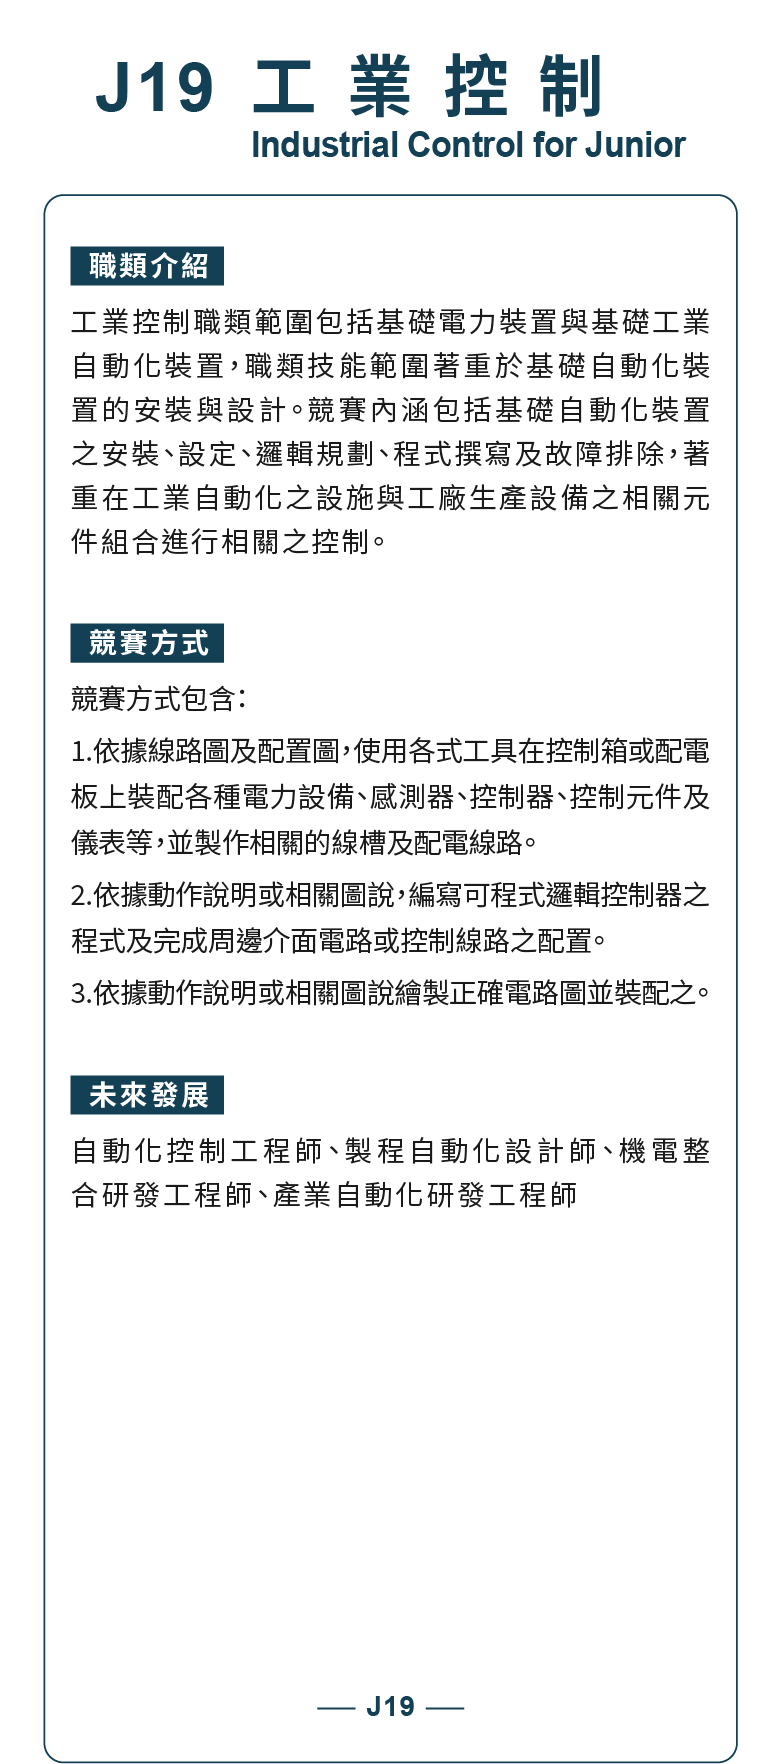 J19 工業控制
Industrial Control for Junior
職類介紹
工業控制職類範圍包括基礎電力裝置與基礎工業
自動化裝置，職類技能範圍著重於基礎自動化裝
置的安裝與設計。競賽內涵包括基礎自動化裝置
之安裝、設定、邏輯規劃、程式撰寫及故障排除，著
重在工業自動化之設施與工廠生產設備之相關元
件組合進行相關之控制。
競賽方式
競賽方式包含：
1.依據線路圖及配置圖，使用各式工具在控制箱或配電
板上裝配各種電力設備、感測器、控制器、控制元件及
儀表等，並製作相關的線槽及配電線路。
2.依據動作說明或相關圖說，編寫可程式邏輯控制器之
程式及完成周邊介面電路或控制線路之配置。
3.依據動作說明或相關圖說繪製正確電路圖並裝配之。
未來發展
自動化控制工程師、製程自動化設計師、機電整
合研發工程師、產業自動化研發工程師
J19